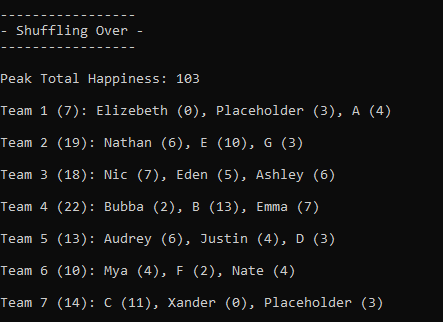 -----------------
- Shuffling Over -
-----------------
Peak Total Happiness: 103
Team 1 (7): Elizebeth (0), Placeholder (3), A (4)
Team 2 (19): Nathan (6), E (10), G (3)
Team 3 (18): Nic (7), Eden (5), Ashley (6)
Team 4 (22): Bubba (2), B (13), Emma (7)
Team 5 (13): Audrey (6), Justin (4), D (3)
Team 6 (10): Mya (4), F (2), Nate (4)
Team 7 (14): C (11), Xander (0), Placeholder (3)